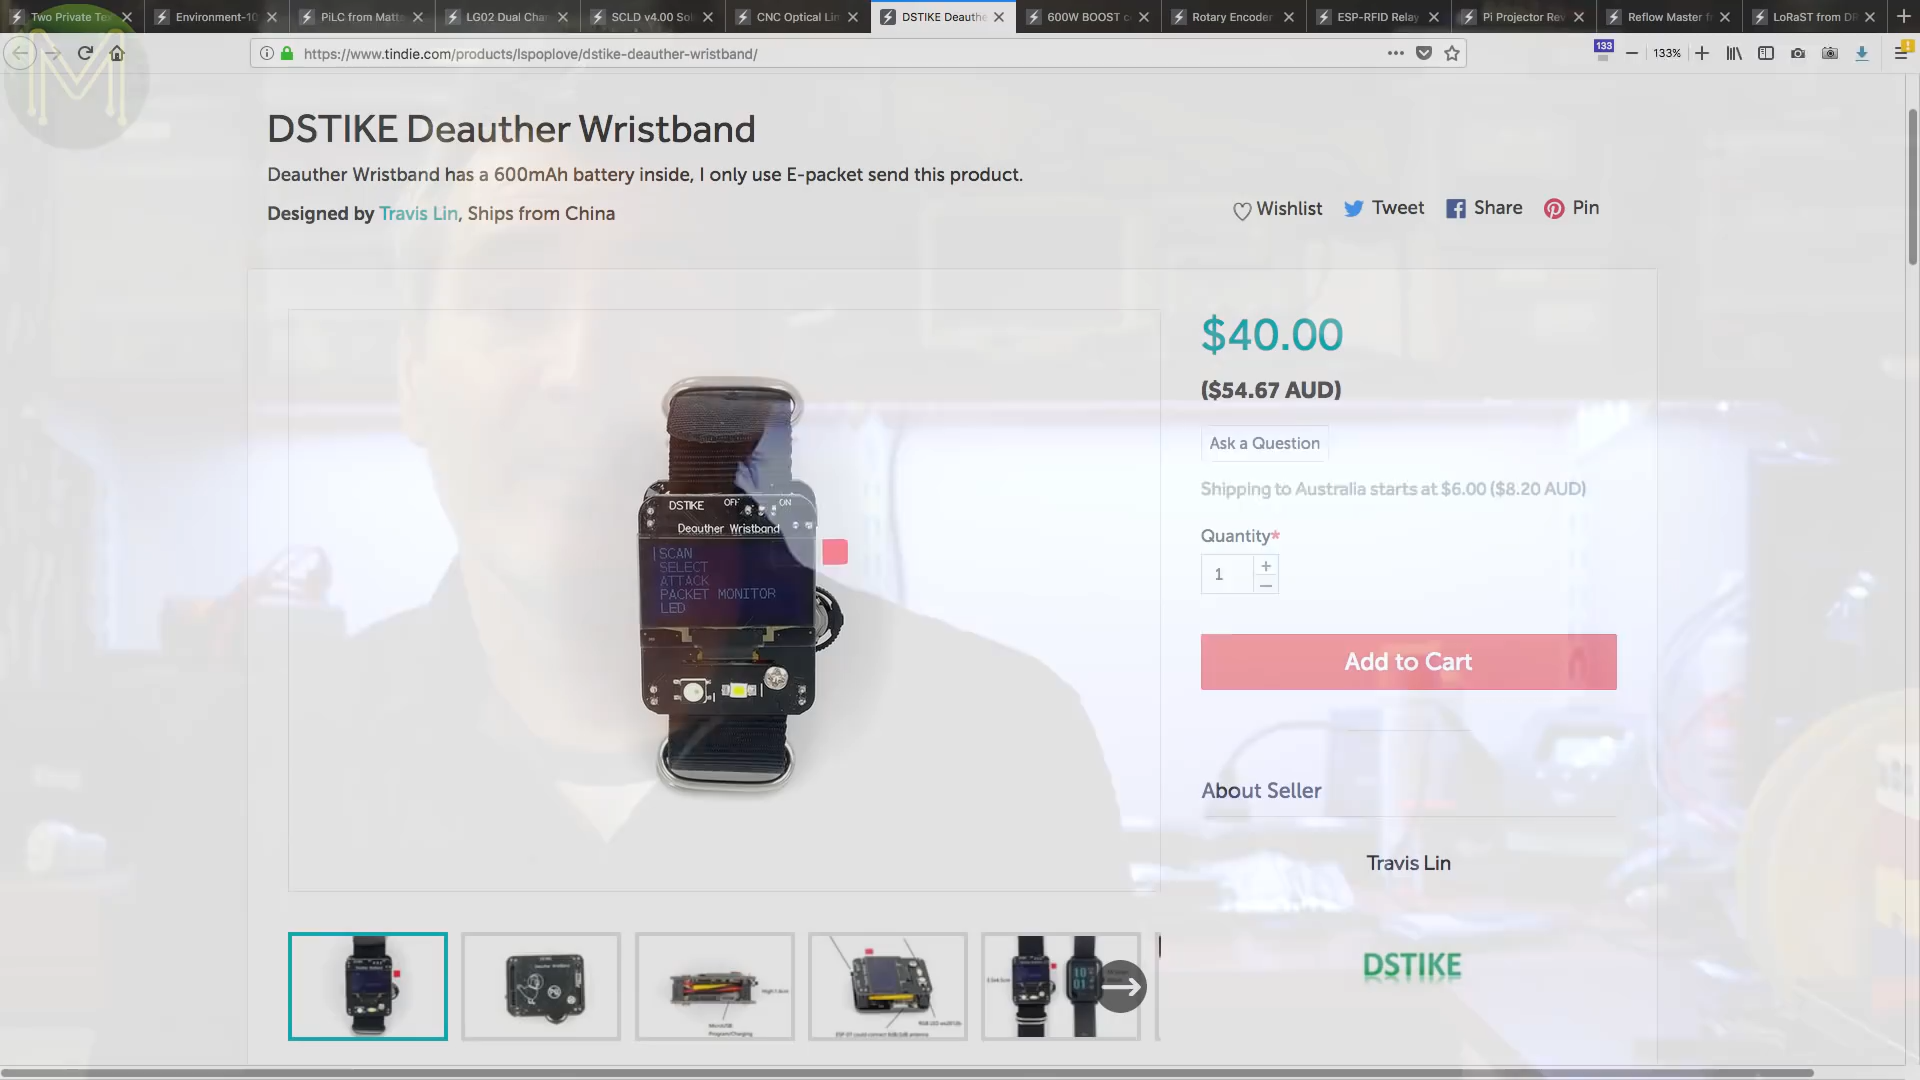 Two Private Te
Environment-10
PiLC from Matt
LG02 Dual Cha
SCLD v4.00 Sol
CNC Optical Lim
DSTIKE Deauthe
600W BOOST c
Rotary Encoder
ESP-RFID Relay
Pi Projector Rev
Reflow Master f
LoRaST from DR
https://www.tindie.com/products/lspoplove/dstike-deauther-wristband/
133
133%
M
DSTIKE Deauther Wristband
Deauther Wristband has a 600mAh battery inside, I only use E-packet send this product.
Designed by Travis Lin, Ships from China
Wishlist
Tweet
Share
Pin
$40.00
($54.67 AUD)
Ask a Question
Shipping to Australia starts at $6.00 ($8.20 AUD)
Quantity*
1
Add to Cart
DSTIKE OFF ON
Deauther Wristband
SCAN
SELECT
ATTACK
PACKET MONITOR
LED
About Seller
Travis Lin
DSTIKE